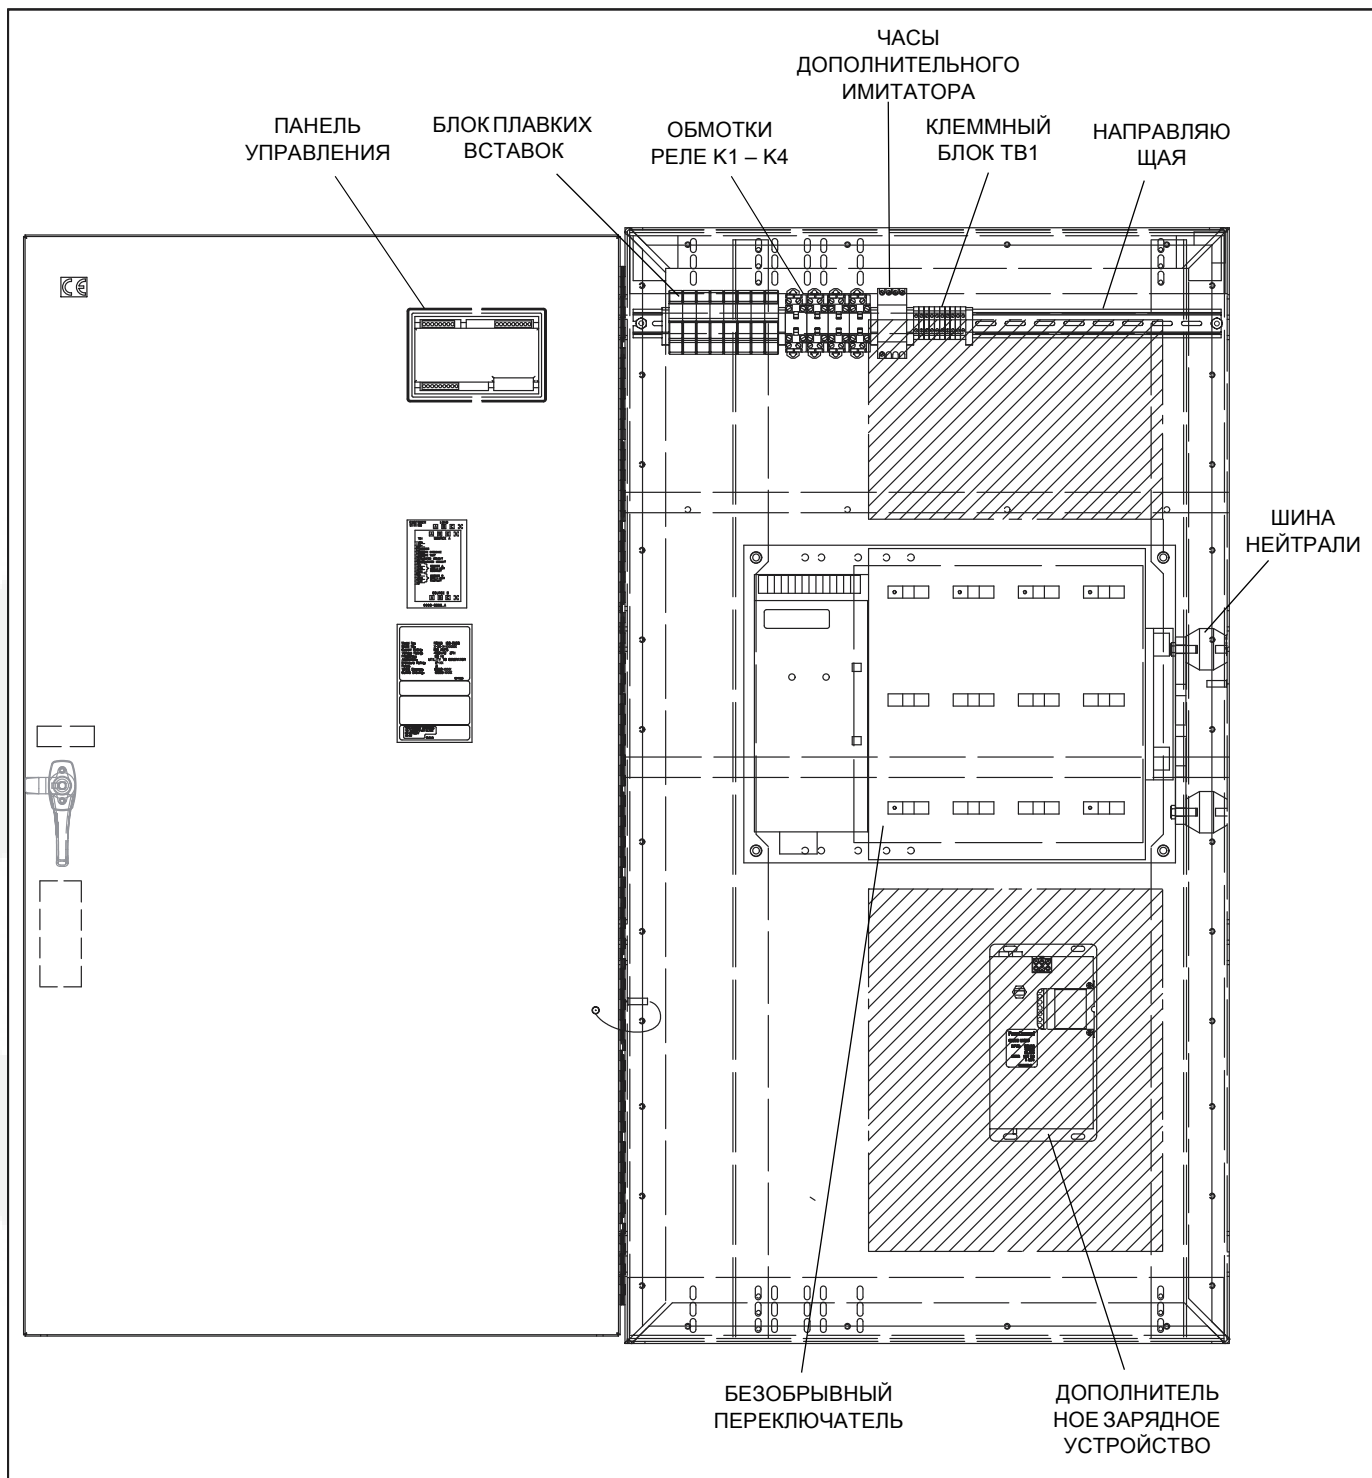 ЧАСЫ
ДОПОЛНИТЕЛЬНОГО
ИМИТАТОРА
ПАНЕЛЬ
УПРАВЛЕНИЯ
БЛОК ПЛАВКИХ
ВСТАВОК
ОБМОТКИ
РЕЛЕ K1 – K4
КЛЕММНЫЙ
БЛОК TB1
НАПРАВЛЯЮ
ЩАЯ
ШИНА
НЕЙТРАЛИ
БЕЗОБРЫВНЫЙ
ПЕРЕКЛЮЧАТЕЛЬ
ДОПОЛНИТЕЛЬ
НОЕ ЗАРЯДНОЕ
УСТРОЙСТВО